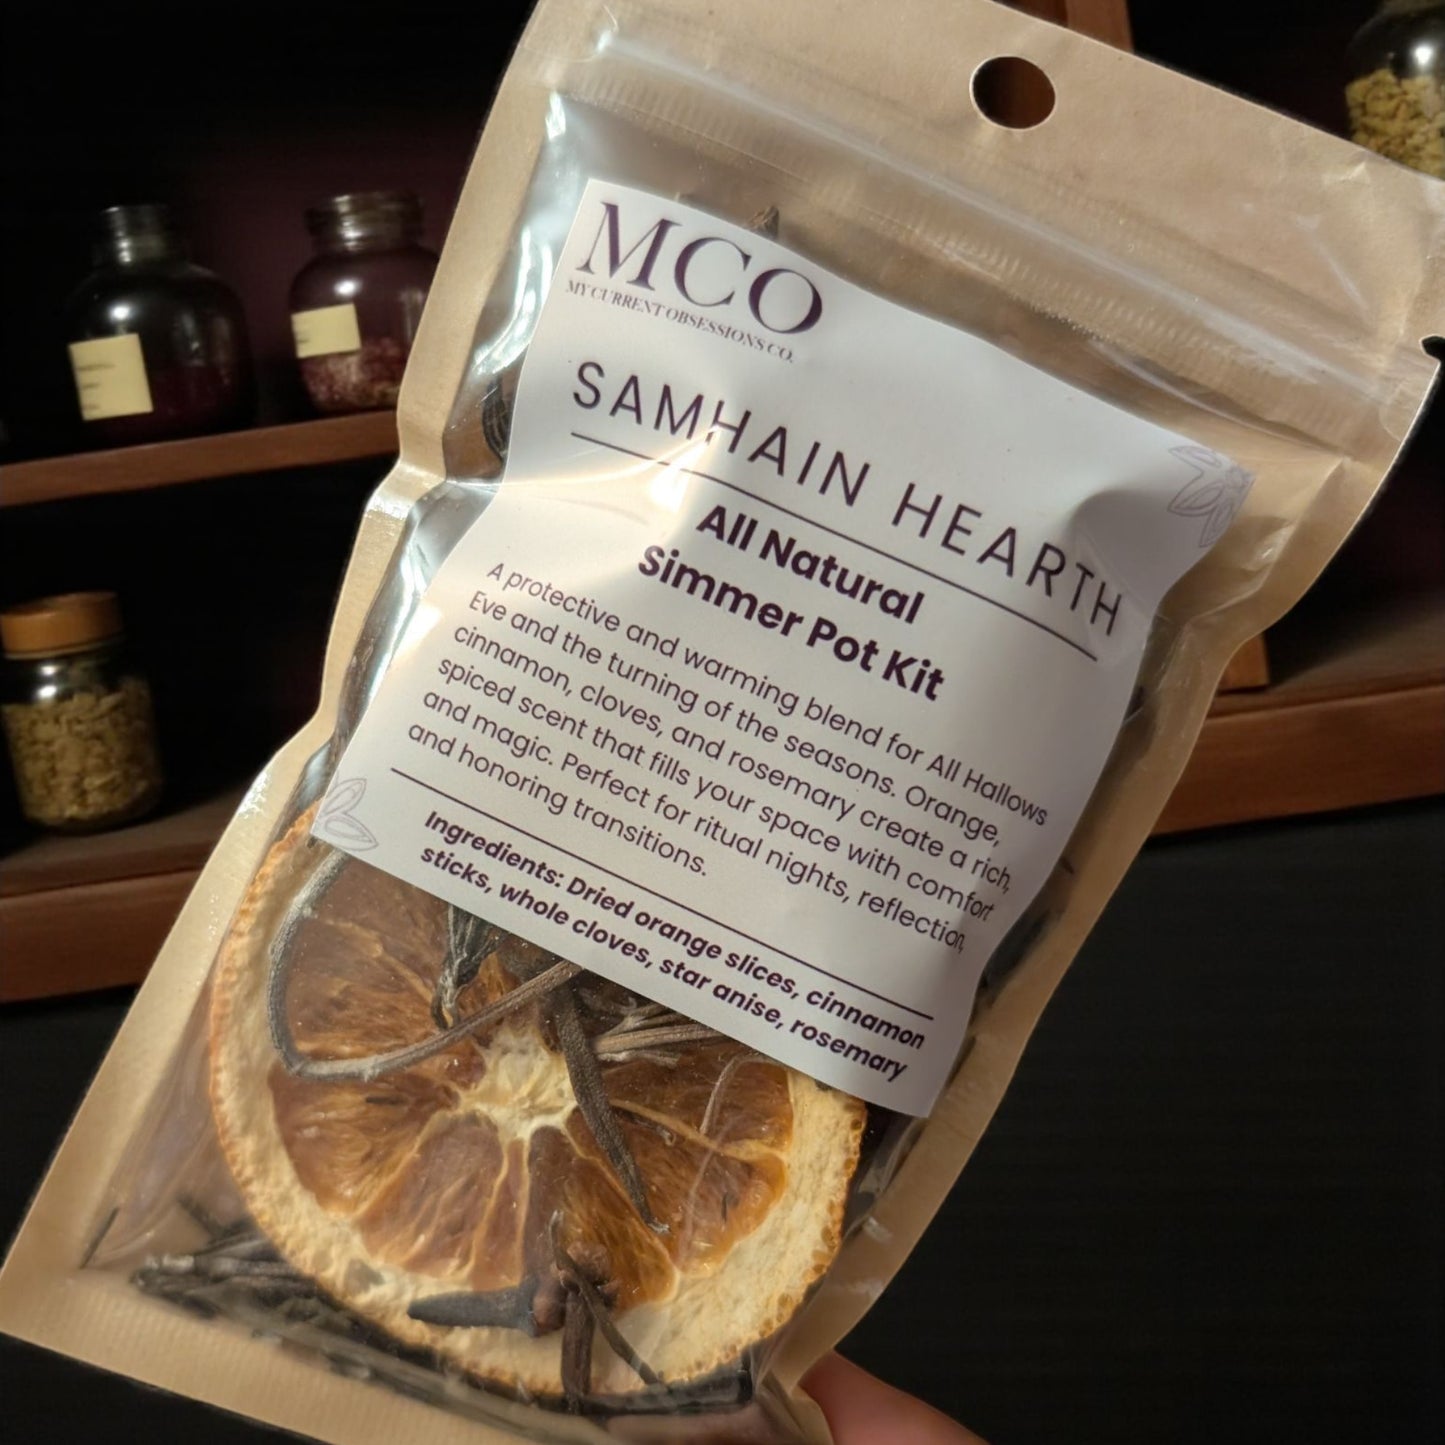 MCO
MY CURRENT OBSESSIONS CO.
SAMHAIN HEARTH
All Natural
Simmer Pot Kit
A protective and warming blend for All Hallows
Eve and the turning of the seasons. Orange,
cinnamon, cloves, and rosemary create a rich,
spiced scent that fills your space with comfort
and magic. Perfect for ritual nights, reflection,
and honoring transitions.
Ingredients: Dried orange slices, cinnamon
sticks, whole cloves, star anise, rosemary